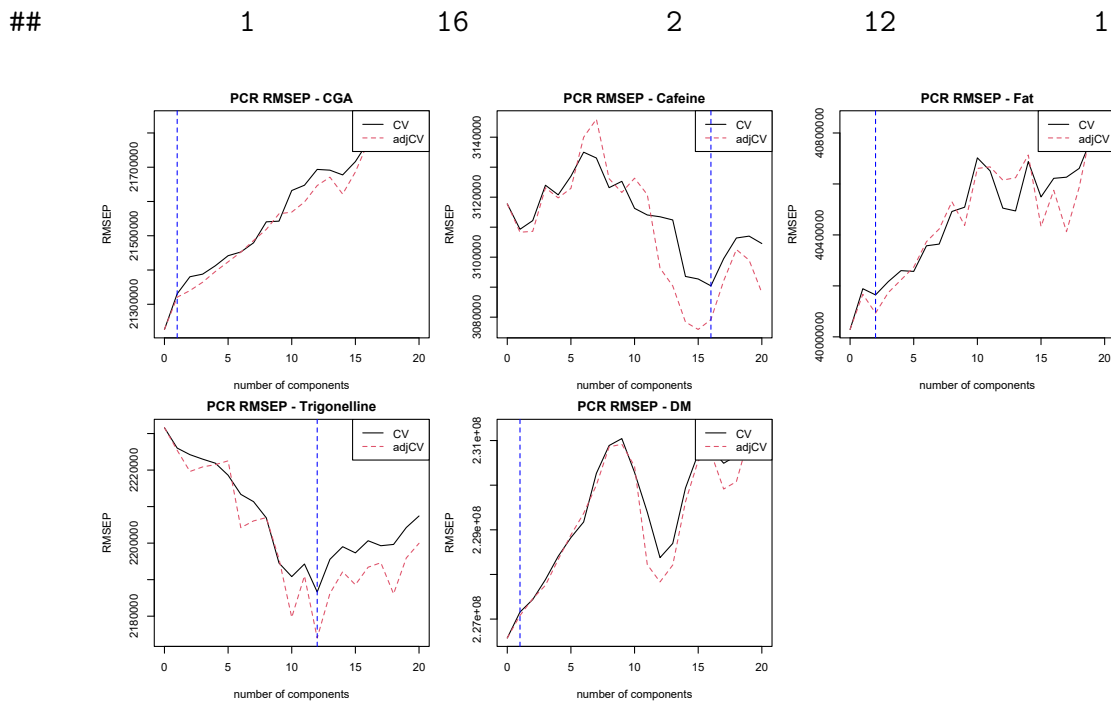 ## 1 16 2 12 1
PCR RMSEP - CGA
CV
adjCV
RMSEP
21300000 21500000 21700000
0 5 10 15 20
number of components
PCR RMSEP - Cafeine
CV
adjCV
RMSEP
3080000 3100000 3120000 3140000
0 5 10 15 20
number of components
PCR RMSEP - Fat
CV
adjCV
RMSEP
40000000 40400000 40800000
0 5 10 15 20
number of components
PCR RMSEP - Trigonelline
CV
adjCV
RMSEP
2180000 2200000 2220000
0 5 10 15 20
number of components
PCR RMSEP - DM
CV
adjCV
RMSEP
2.27e+08 2.29e+08 2.31e+08
0 5 10 15 20
number of components